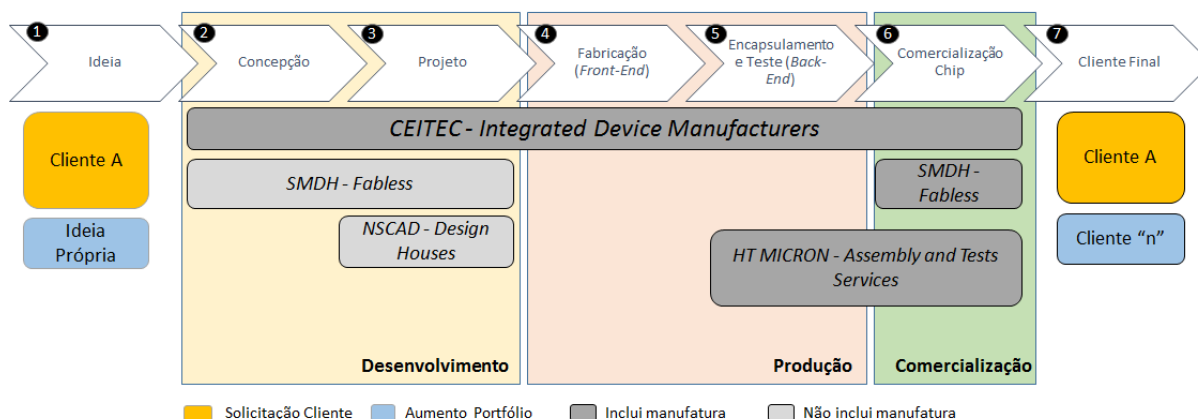 1
Ideia
2
Concepção
3
Projeto
4
Fabricação
(Front-End)
5
Encapsulamento
e Teste (Back-
End)
6
Comercialização
Chip
7
Cliente Final
Cliente A
Ideia
Própria
CEITEC - Integrated Device Manufacturers
SMDH - Fabless
NSCAD - Design
Houses
SMDH -
Fabless
HT MICRON - Assembly and Tests
Services
Cliente A
Cliente “n”
Desenvolvimento
Produção
Comercialização
Solicitação Cliente
Aumento Portfólio
Inclui manufatura
Não inclui manufatura